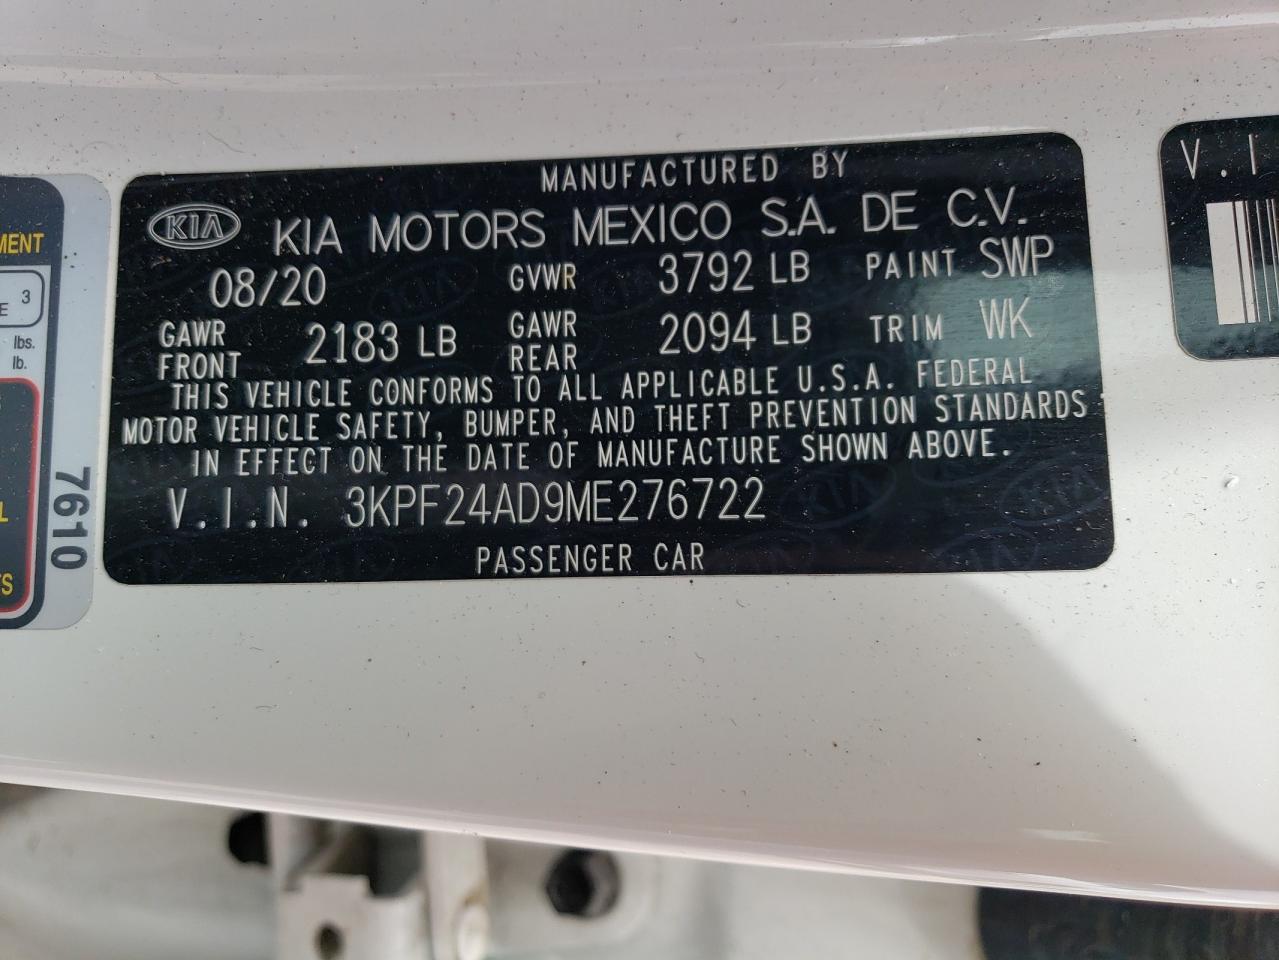 MANUFACTURED BY
KIA KIA MOTORS MEXICO S.A. DE C.V.
08/20 GVWR 3792 LB PAINT SWP
GAWR FRONT 2183 LB GAWR REAR 2094 LB TRIM WK
THIS VEHICLE CONFORMS TO ALL APPLICABLE U.S.A. FEDERAL
MOTOR VEHICLE SAFETY, BUMPER, AND THEFT PREVENTION STANDARDS
IN EFFECT ON THE DATE OF MANUFACTURE SHOWN ABOVE.
V.I.N. 3KPF24AD9ME276722
PASSENGER CAR
3
lbs.
lb.
7610
V.I